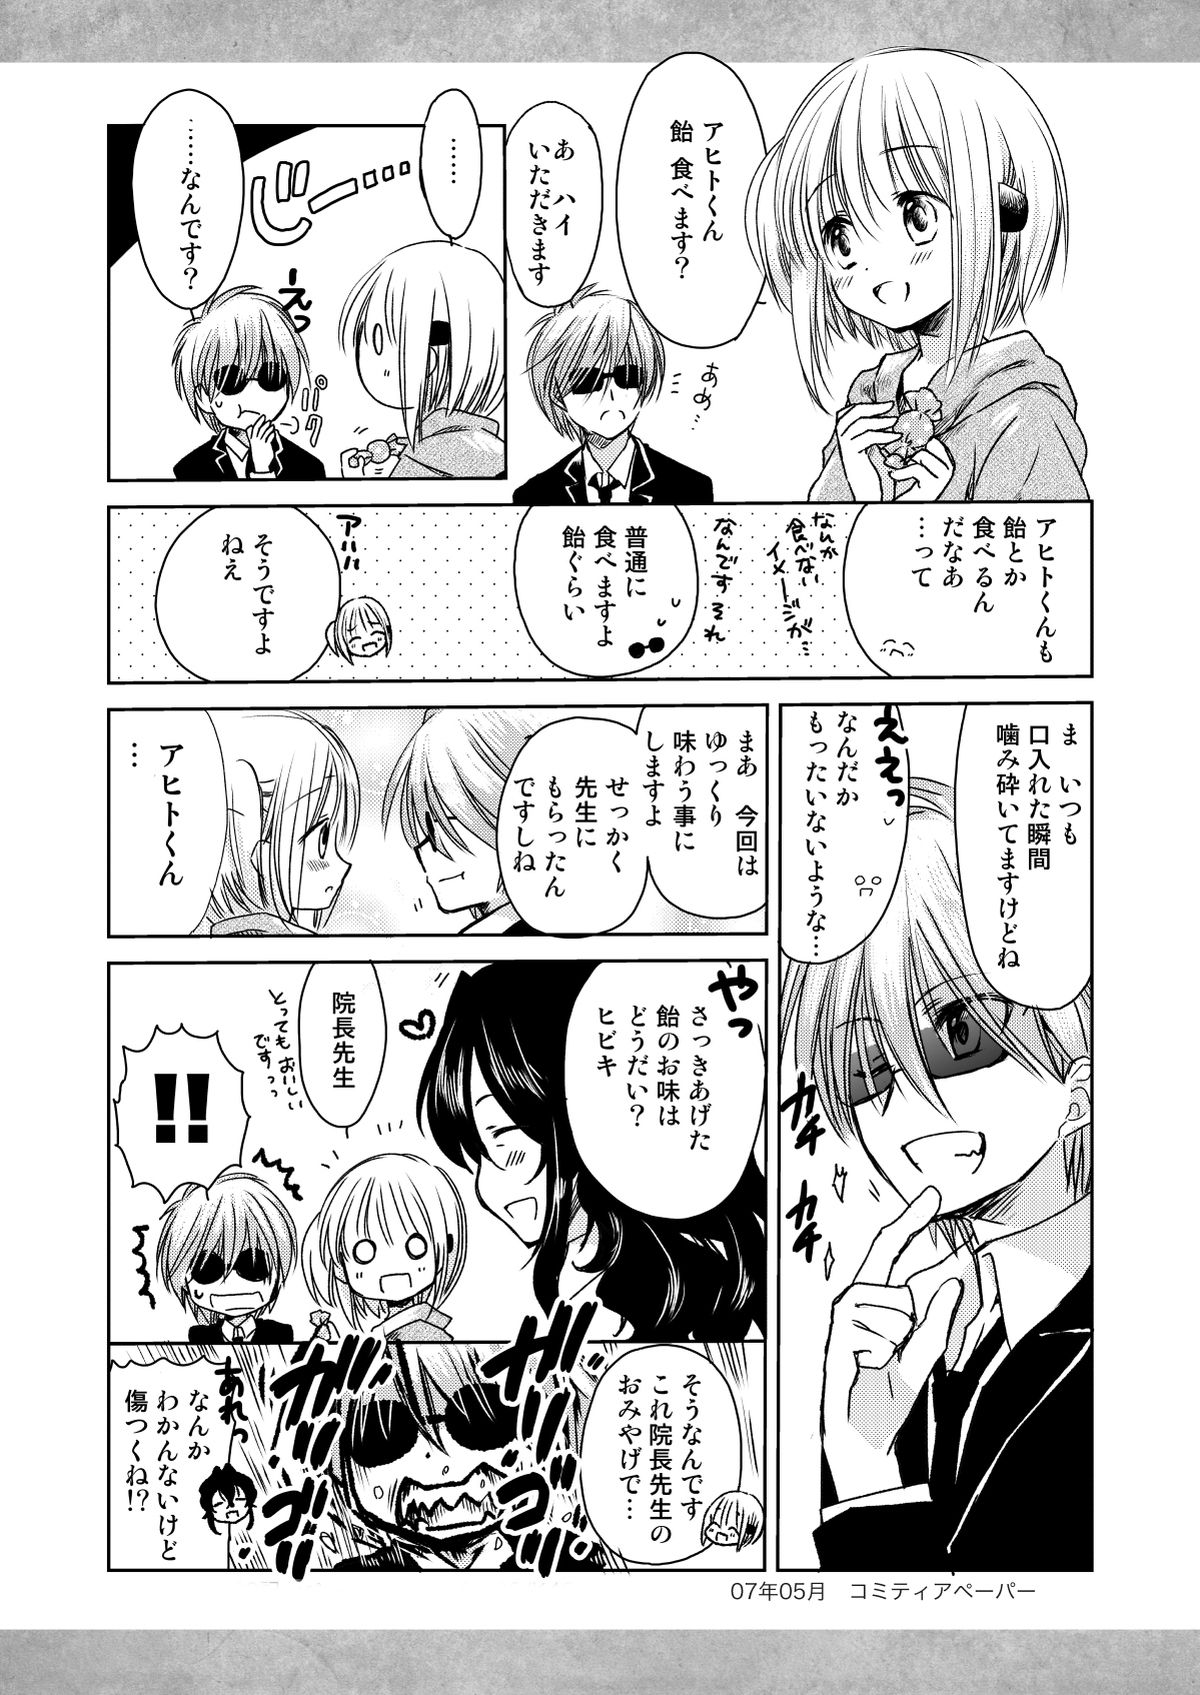 アヒトくん
飴 食べます?
あ ハイ
いただきます
あめ…
……
じーー…
……なんです?
えっ
パク
アヒトくんも
飴とか
食べるん
だなあ
…って
なんか
食べない
イメージが…
なんです それ
普通に
食べますよ
飴ぐらい
アハハ
そうですよ
ねえ
ま いつも
口入れた瞬間
噛み砕いてますけどね
ええっ
なんだか
もったいないような…
ガチ
ガチ
まあ 今回は
ゆっくり
味わう事に
しますよ
せっかく
先生に
もらったん
ですしね
アヒトくん
…
やっ
さっきあげた
飴のお味は
どうだい?
ヒビキ
院長先生
とっても おいしい
ですっっ
!!
そうなんです
これ院長先生の
おみやげで…
ガリ
ゴリ
ガリ
ゴリ
あれっ
なんか
わかんないけど
傷つくね!?
07年05月 コミティアペーパー